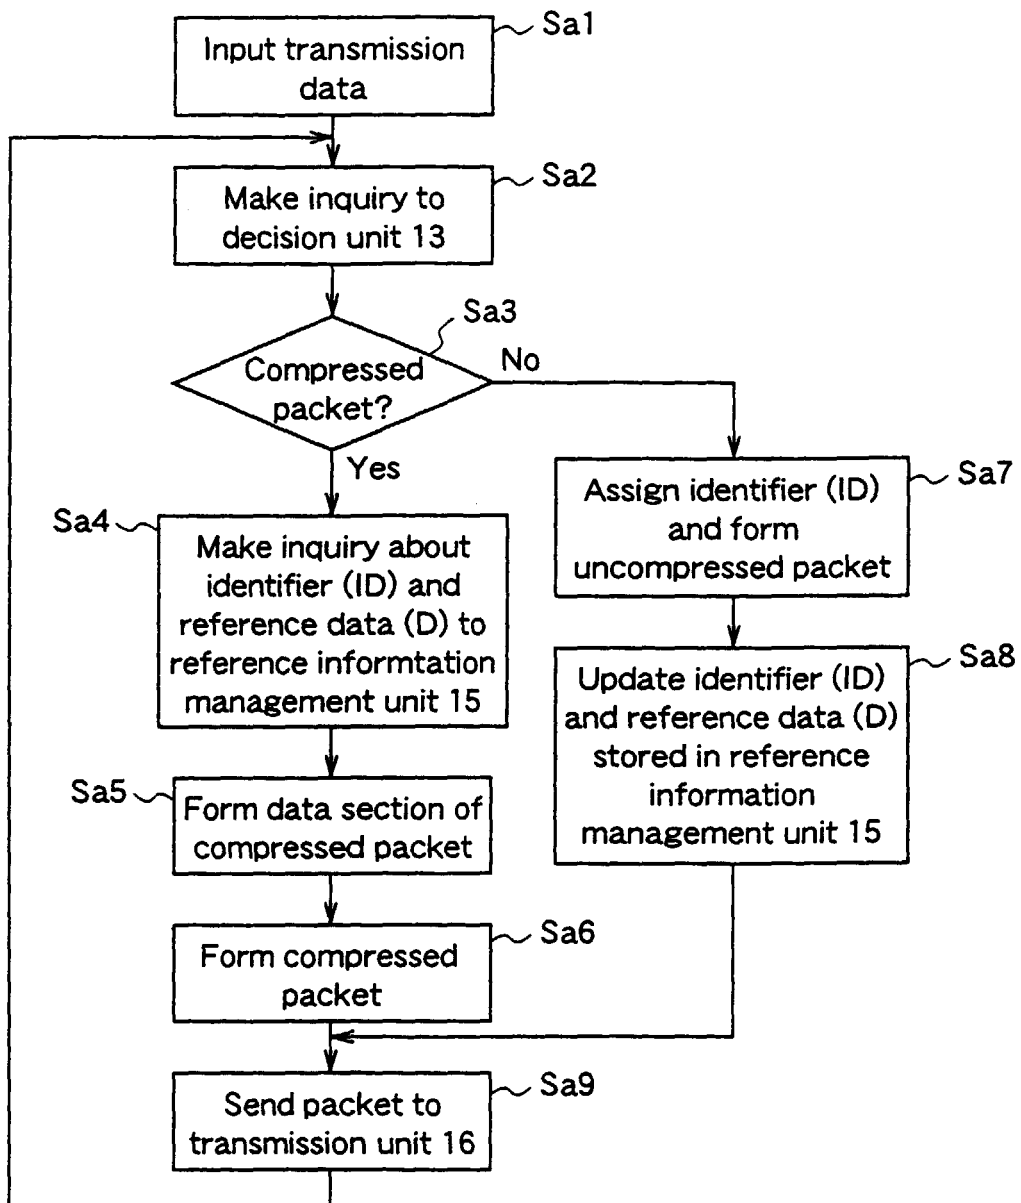 Sa1
Input transmission
data
Sa2
Make inquiry to
decision unit 13
Sa3
Compressed
packet?
No
Yes
Sa4
Make inquiry about
identifier (ID) and
reference data (D) to
reference informtation
management unit 15
Sa5
Form data section of
compressed packet
Sa6
Form compressed
packet
Sa7
Assign identifier (ID)
and form
uncompressed packet
Sa8
Update identifier (ID)
and reference data (D)
stored in reference
information
management unit 15
Sa9
Send packet to
transmission unit 16